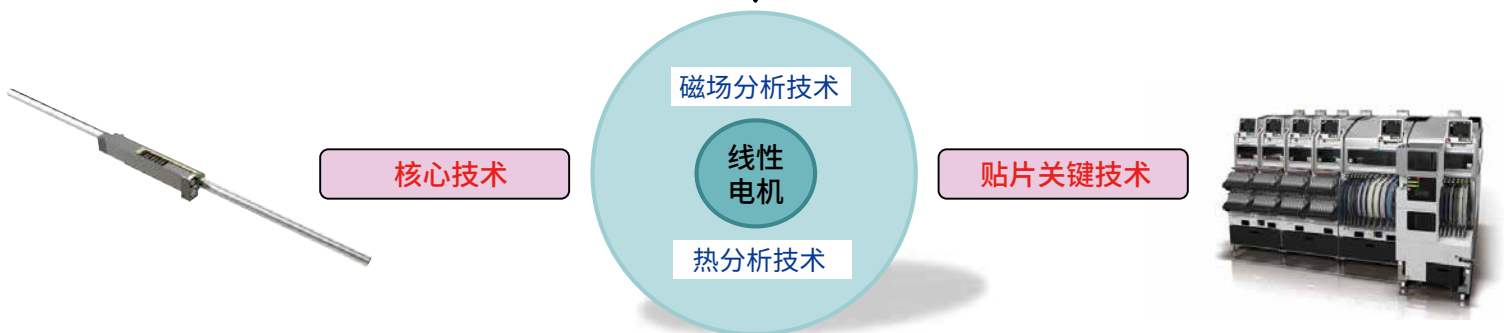 磁场分析技术
核心技术
线性
电机
贴片关键技术
热分析技术